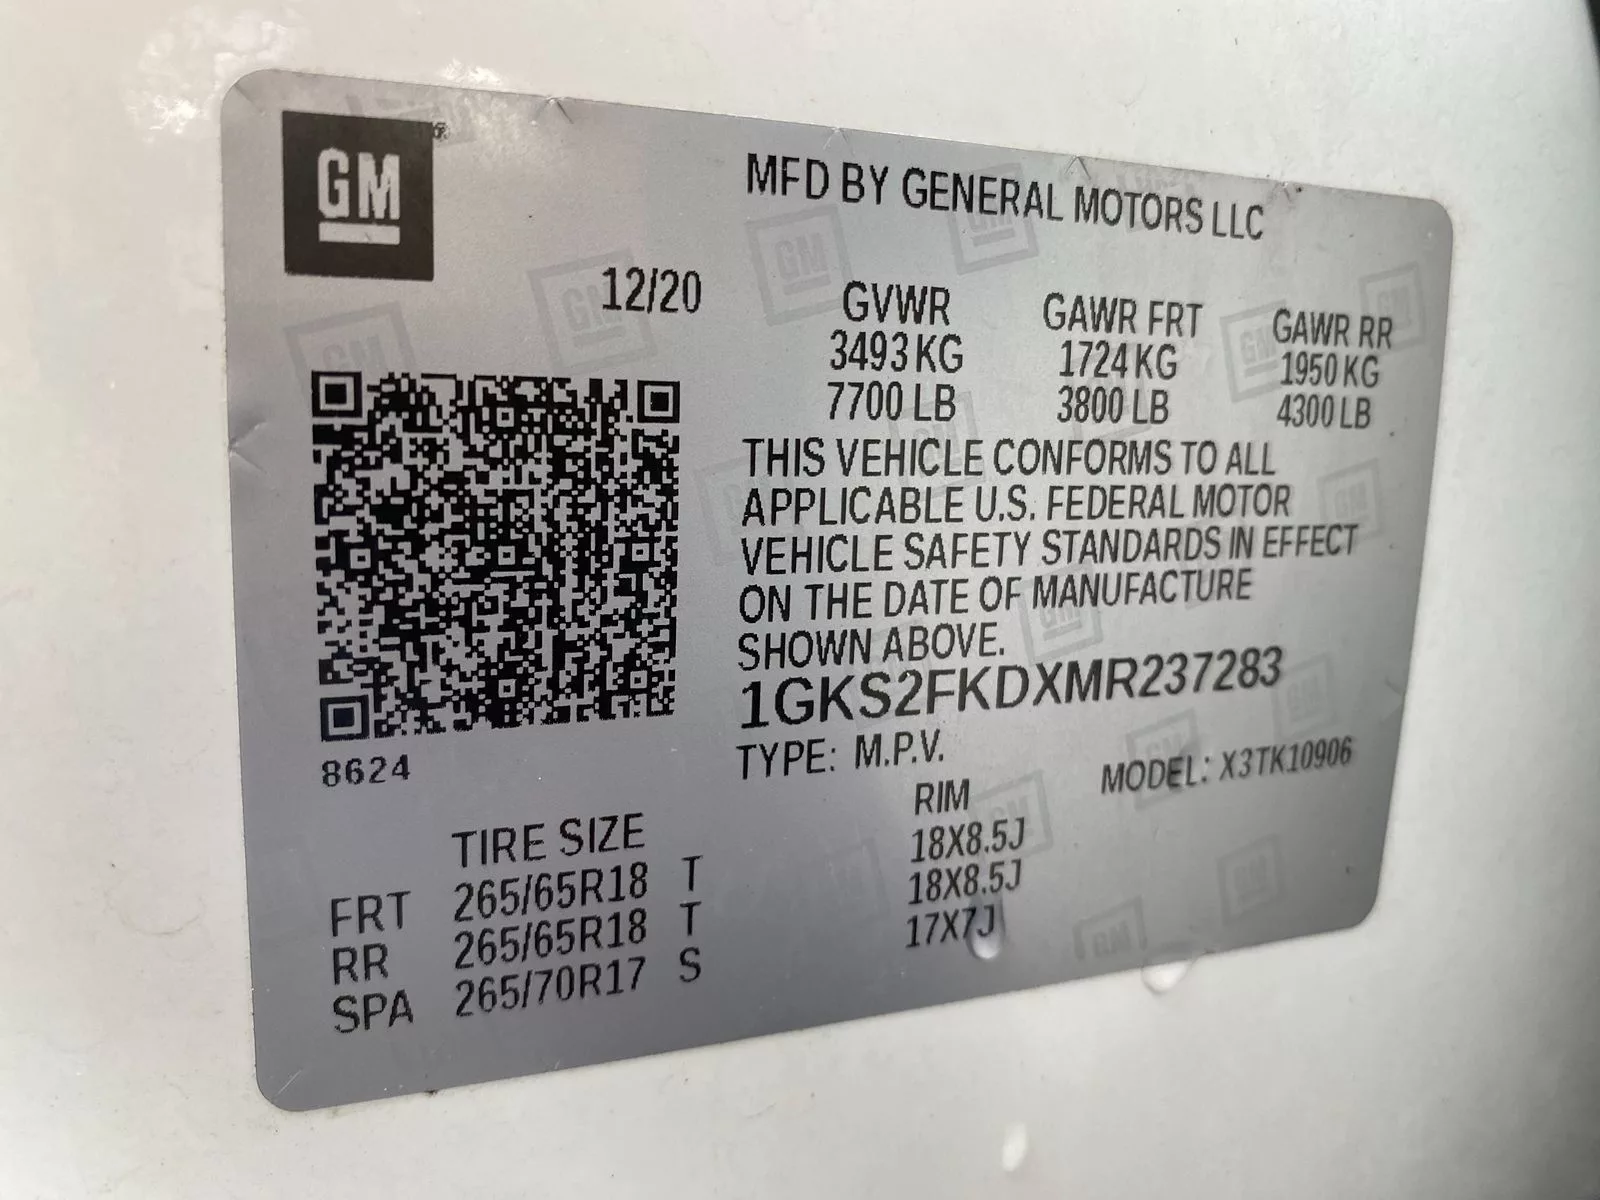 GM
MFD BY GENERAL MOTORS LLC
12/20
GVWR GAWR FRT GAWR RR
3493 KG 1724 KG 1950 KG
7700 LB 3800 LB 4300 LB
THIS VEHICLE CONFORMS TO ALL
APPLICABLE U.S. FEDERAL MOTOR
VEHICLE SAFETY STANDARDS IN EFFECT
ON THE DATE OF MANUFACTURE
SHOWN ABOVE.
1GKS2FKDXMR237283
8624
TYPE: M.P.V. MODEL: X3TK10906
TIRE SIZE RIM
FRT 265/65R18 T 18X8.5J
RR 265/65R18 T 18X8.5J
SPA 265/70R17 S 17X7J